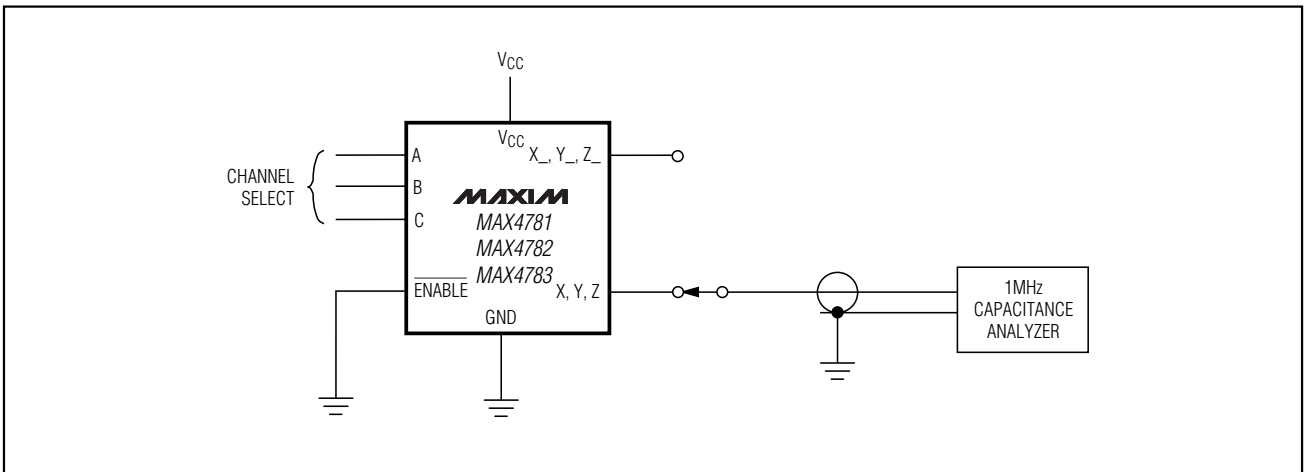 VCC
VCC
A
X_, Y_, Z_
CHANNEL
SELECT
B
MAXIM
C
MAX4781
MAX4782
MAX4783
ENABLE
X, Y, Z
GND
1MHz
CAPACITANCE
ANALYZER